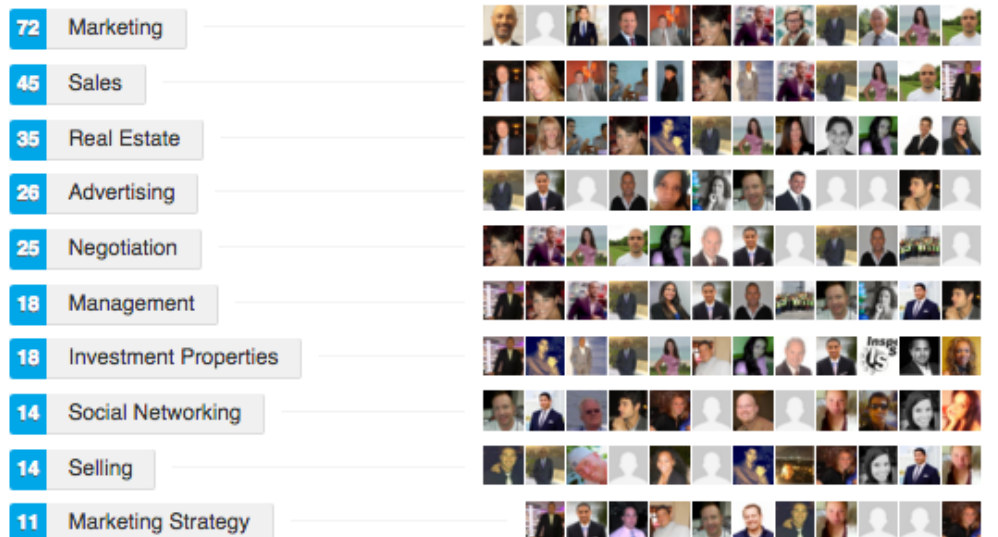 72 Marketing
45 Sales
35 Real Estate
26 Advertising
25 Negotiation
18 Management
18 Investment Properties
14 Social Networking
14 Selling
11 Marketing Strategy